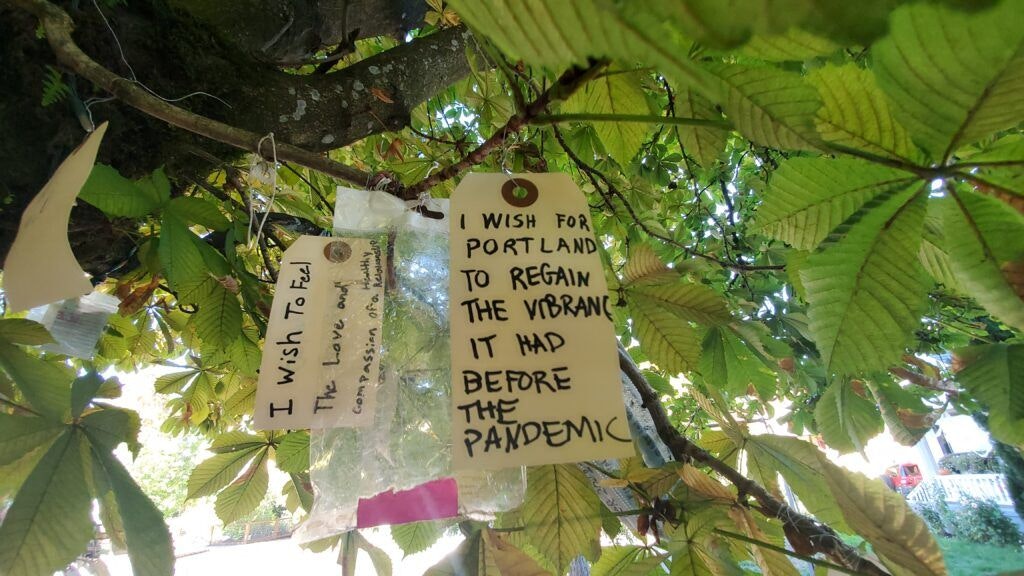 I Wish To Feel
The Love and
Compassion of a Healthy
I WISH FOR
PORTLAND
TO REGAIN
THE VIBRANC
IT HAD
BEFORE
THE
PANDEMIC